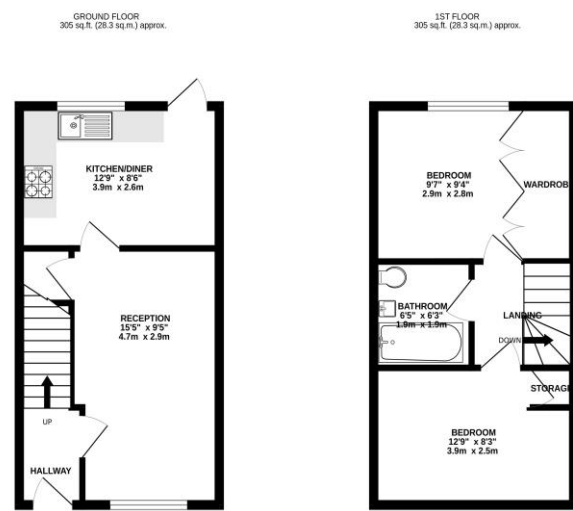 GROUND FLOOR
305 sq.ft. (28.3 sq.m.) approx.
KITCHEN/DINER
12'9" x 8'6"
3.9m x 2.6m
RECEPTION
15'5" x 9'5"
4.7m x 2.9m
UP
HALLWAY
1ST FLOOR
305 sq.ft. (28.3 sq.m.) approx.
BEDROOM
9'7" x 9'4"
2.9m x 2.8m
WARDROB
BATHROOM
6'5" x 6'3"
1.9m x 1.9m
LANDING
DOWN
STORAGE
BEDROOM
12'9" x 8'3"
3.9m x 2.5m